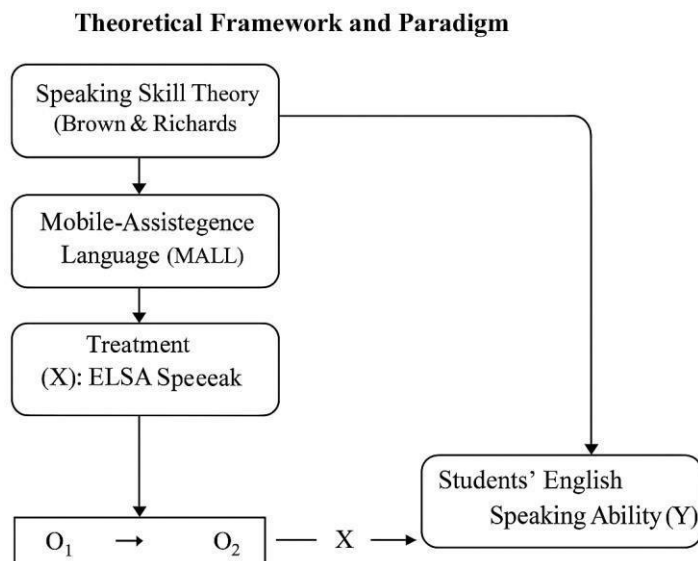 Theoretical Framework and Paradigm
Speaking Skill Theory
(Brown & Richards
Mobile-Assistegence
Language (MALL)
Treatment
(X): ELSA Speeeak
O₁ → O₂ — X →
Students’ English
Speaking Ability (Y)